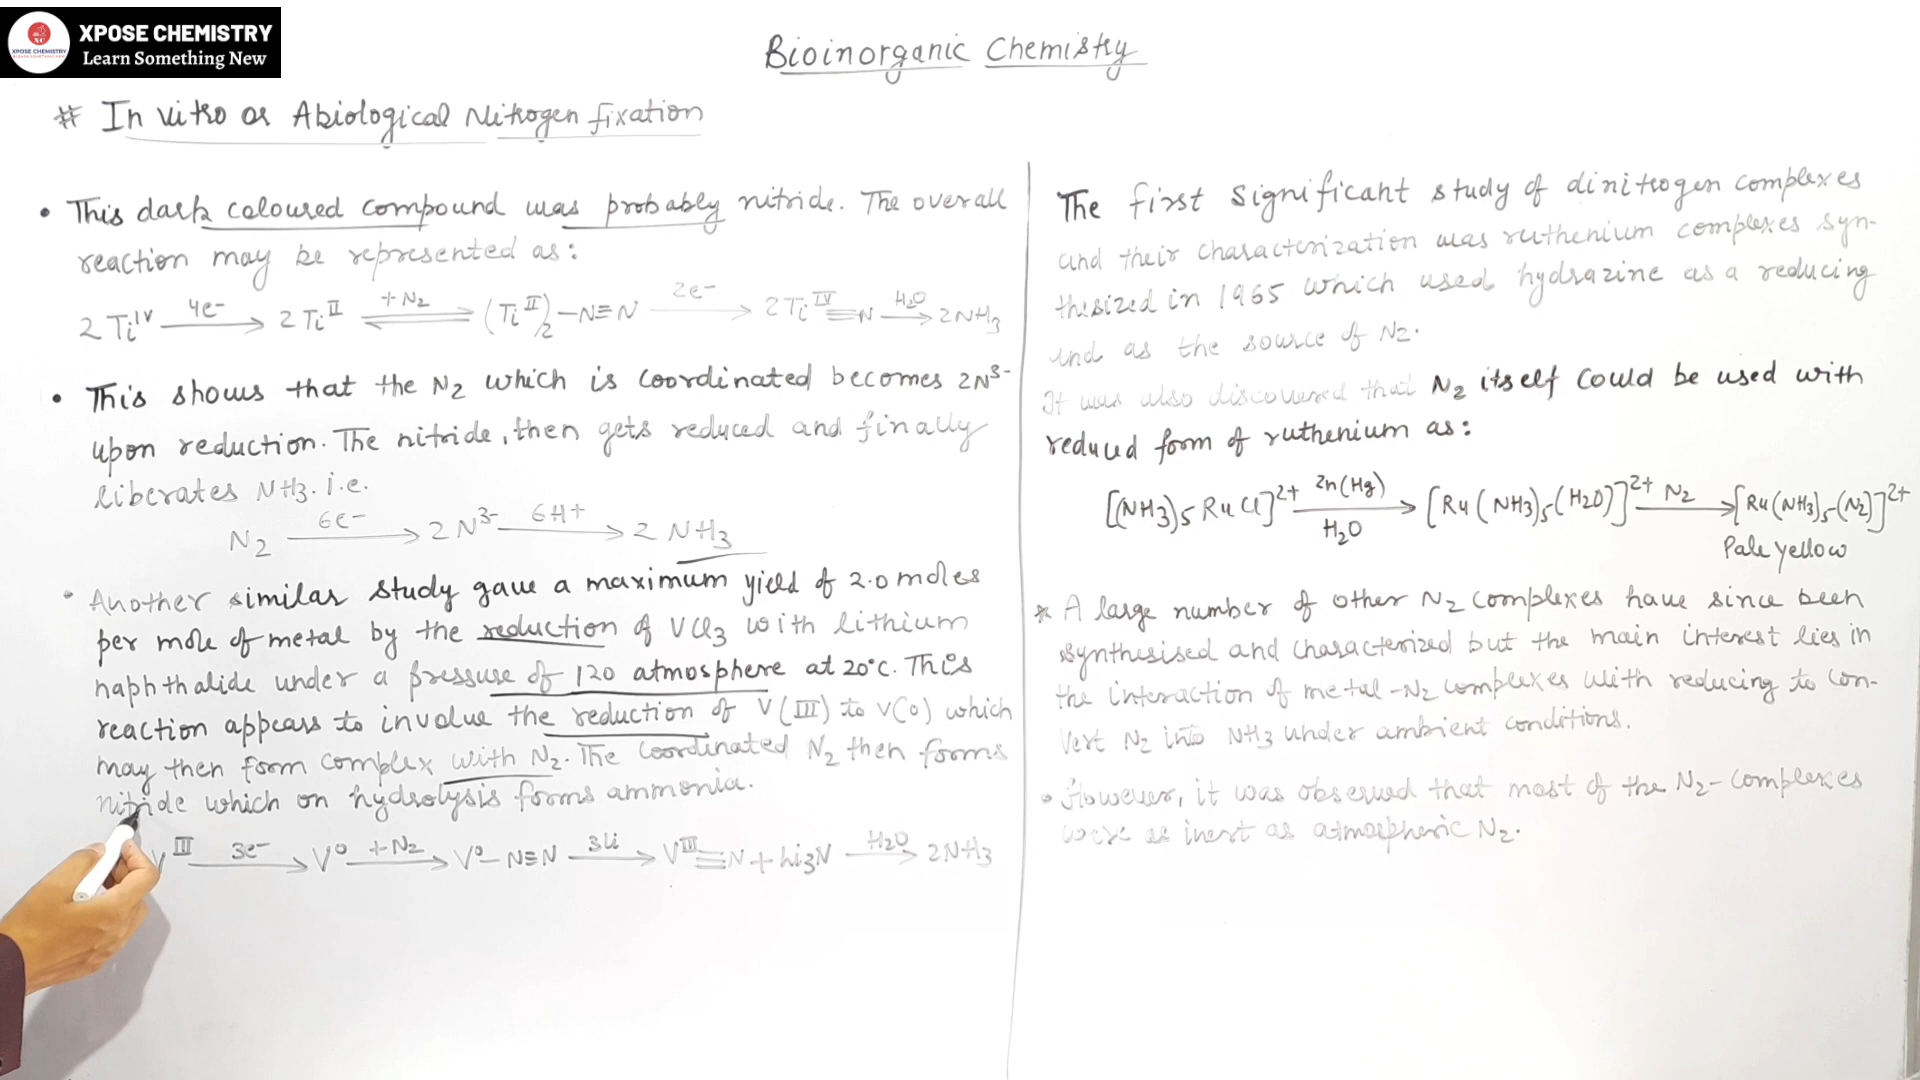 XPOSE CHEMISTRY
Learn Something New
Bioinorganic Chemistry
# In vitro or Abiological Nitrogen fixation
• This dark coloured compound was probably nitride. The overall
reaction may be represented as:
2 Ti^IV —4e-→ 2 Ti^II ⇌ +N2 (Ti^II)2-N≡N —2e-→ 2Ti^IV≡N —H2O→ 2NH3
• This shows that the N2 which is coordinated becomes 2N^3-
upon reduction. The nitride, then gets reduced and finally
liberates NH3. i.e.
N2 —6e-→ 2 N^3- —6H+→ 2 NH3
• Another similar study gave a maximum yield of 2.0 moles
per mole of metal by the reduction of VCl3 with lithium
naphthalide under a pressure of 120 atmosphere at 20°C. This
reaction appears to involve the reduction of V(III) to V(0) which
may then form complex with N2. The coordinated N2 then forms
nitride which on hydrolysis forms ammonia.
V^III —3e-→ V^0 —+N2→ V^0-N≡N —3Li→ V^III≡N + Li3N —H2O→ 2NH3
The first significant study of dinitrogen complexes
and their characterization was ruthenium complexes syn-
thesized in 1965 which used hydrazine as a reducing
and as the source of N2.
It was also discovered that N2 itself could be used with
reduced form of ruthenium as:
[(NH3)5 RuCl]^2+ —Zn(Hg)/H2O→ [Ru(NH3)5(H2O)]^2+ —N2→ [Ru(NH3)5(N2)]^2+
Pale yellow
* A large number of other N2 complexes have since been
synthesised and characterized but the main interest lies in
the interaction of metal-N2 complexes with reducing to con-
vert N2 into NH3 under ambient conditions.
• However, it was observed that most of the N2-complexes
were as inert as atmospheric N2.